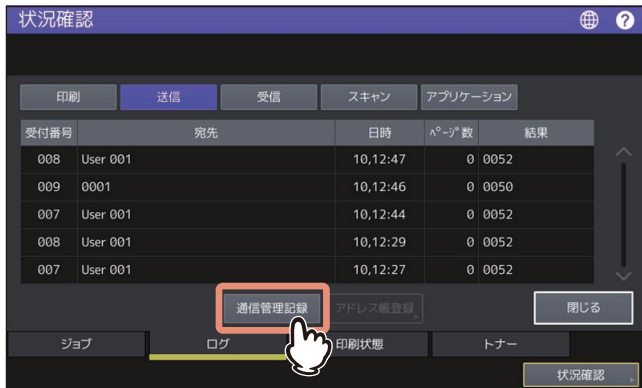 状況確認
?
印刷 送信 受信 スキャン アプリケーション
受付番号 宛先 日時 ページ数 結果
008 User 001 10,12:47 0 0052
009 0001 10,12:46 0 0050
007 User 001 10,12:44 0 0052
008 User 001 10,12:29 0 0052
007 User 001 10,12:27 0 0052
通信管理記録 アドレス帳登録 閉じる
ジョブ ログ 印刷状態 トナー
状況確認